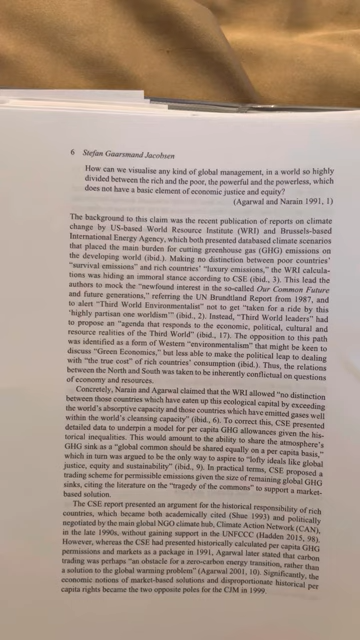 6 Stefan Gaarsmand Jacobsen
How can we visualise any kind of global management, in a world so highly
divided between the rich and the poor, the powerful and the powerless, which
does not have a basic element of economic justice and equity?
(Agarwal and Narain 1991, 1)
The background to this claim was the recent publication of reports on climate
change by US-based World Resource Institute (WRI) and Brussels-based
International Energy Agency, which both presented databased climate scenarios
that placed the main burden for cutting greenhouse gas (GHG) emissions on
the developing world (ibid.). Making no distinction between poor countries'
"survival emissions" and rich countries' "luxury emissions," the WRI calcula-
tions was hiding an immoral stance according to CSE (ibid., 3). This lead the
authors to mock the "newfound interest in the so-called Our Common Future
and future generations," referring the UN Brundtland Report from 1987, and
to alert "Third World Environmentalist" not to get "taken for a ride by this
'highly partisan one worldism'" (ibid., 2). Instead, "Third World leaders" had
to propose an "agenda that responds to the economic, political, cultural and
resource realities of the Third World" (ibid., 17). The opposition to this path
was identified as a form of Western "environmentalism" that might be keen to
discuss "Green Economics," but less able to make the political leap to dealing
with "the true cost" of rich countries' consumption (ibid.). Thus, the relations
between the North and South was taken to be inherently conflictual on questions
of economy and resources.
Concretely, Narain and Agarwal claimed that the WRI allowed "no distinction
between those countries which have eaten up this ecological capital by exceeding
the world's absorptive capacity and those countries which have emitted gases well
within the world's cleansing capacity" (ibid., 6). To correct this, CSE presented
detailed data to underpin a model for per capita GHG allowances given the his-
torical inequalities. This would amount to the ability to share the atmosphere's
GHG sink as a "global common should be shared equally on a per capita basis,"
which in turn was argued to be the only way to aspire to "lofty ideals like global
justice, equity and sustainability" (ibid., 9). In practical terms, CSE proposed a
trading scheme for permissible emissions given the size of remaining global GHG
sinks, citing the literature on the "tragedy of the commons" to support a market-
based solution.
The CSE report presented an argument for the historical responsibility of rich
countries, which became both academically cited (Shue 1993) and politically
negotiated by the main global NGO climate hub, Climate Action Network (CAN),
in the late 1990s, without gaining support in the UNFCCC (Hadden 2015, 98).
However, whereas the CSE had presented historically calculated per capita GHG
permissions and markets as a package in 1991, Agarwal later stated that carbon
trading was perhaps "an obstacle for a zero-carbon energy transition, rather than
a solution to the global warming problem" (Agarwal 2001, 10). Significantly, the
economic notions of market-based solutions and disproportionate historical per
capita rights became the two opposite poles for the CJM in 1999.